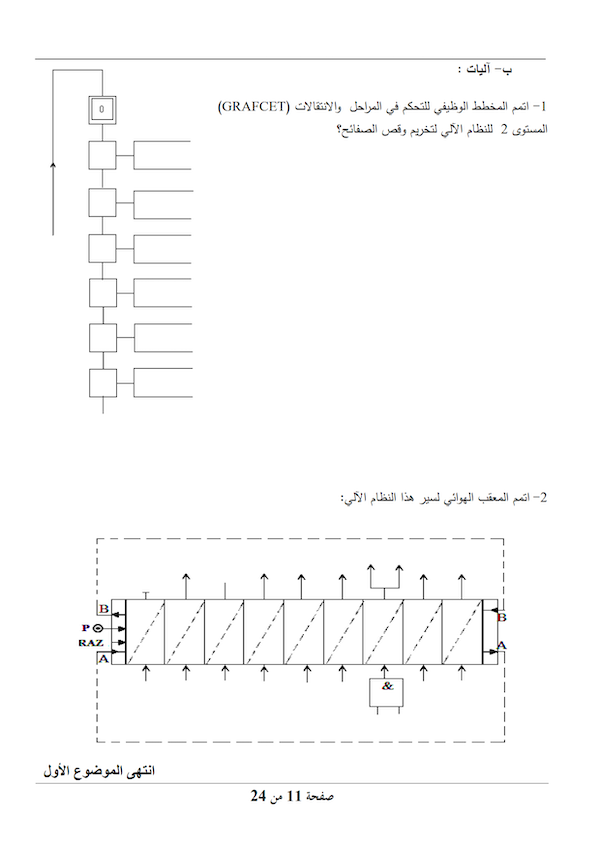 ب- آليات :
1- اتمم المخطط الوظيفي للتحكم في المراحل والانتقالات (GRAFCET)
المستوى 2 للنظام الآلي لتخريم وقص الصفائح؟
0
2- اتمم المعقب الهوائي لسير هذا النظام الآلي:
B
P
RAZ
A
B
A
&
انتهى الموضوع الأول
صفحة 11 من 24